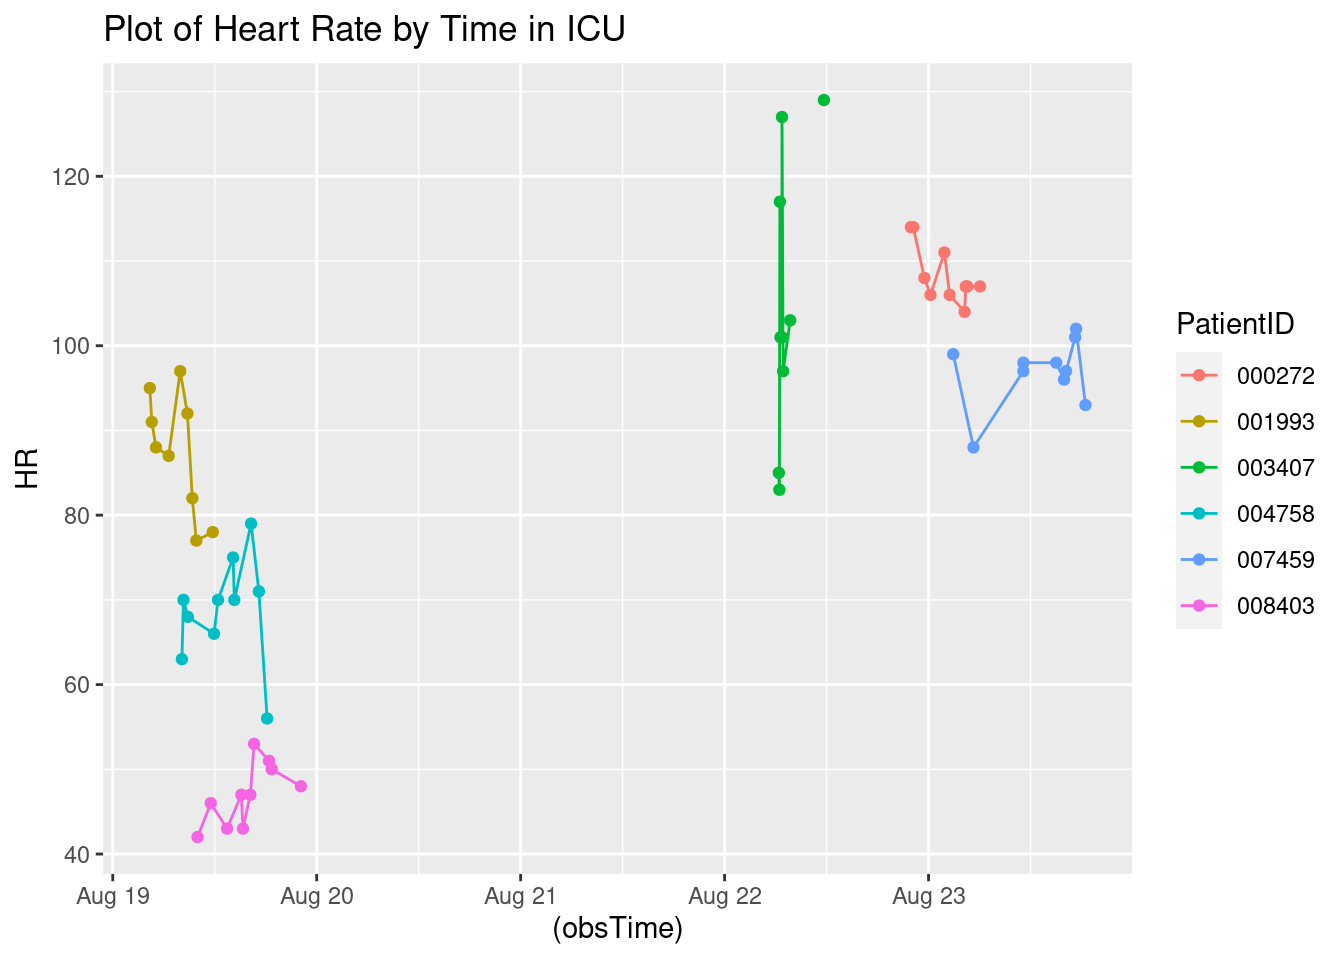 Plot of Heart Rate by Time in ICU
120
100
80
60
40
HR
Aug 19
Aug 20
Aug 21
Aug 22
Aug 23
(obsTime)
PatientID
000272
001993
003407
004758
007459
008403